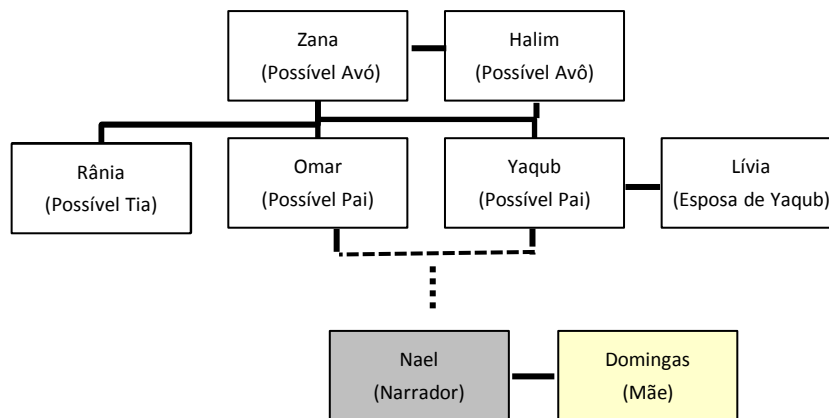 Zana
(Possível Avó)
Halim
(Possível Avô)
Rânia
(Possível Tia)
Omar
(Possível Pai)
Yaqub
(Possível Pai)
Lívia
(Esposa de Yaqub)
Nael
(Narrador)
Domingas
(Mãe)